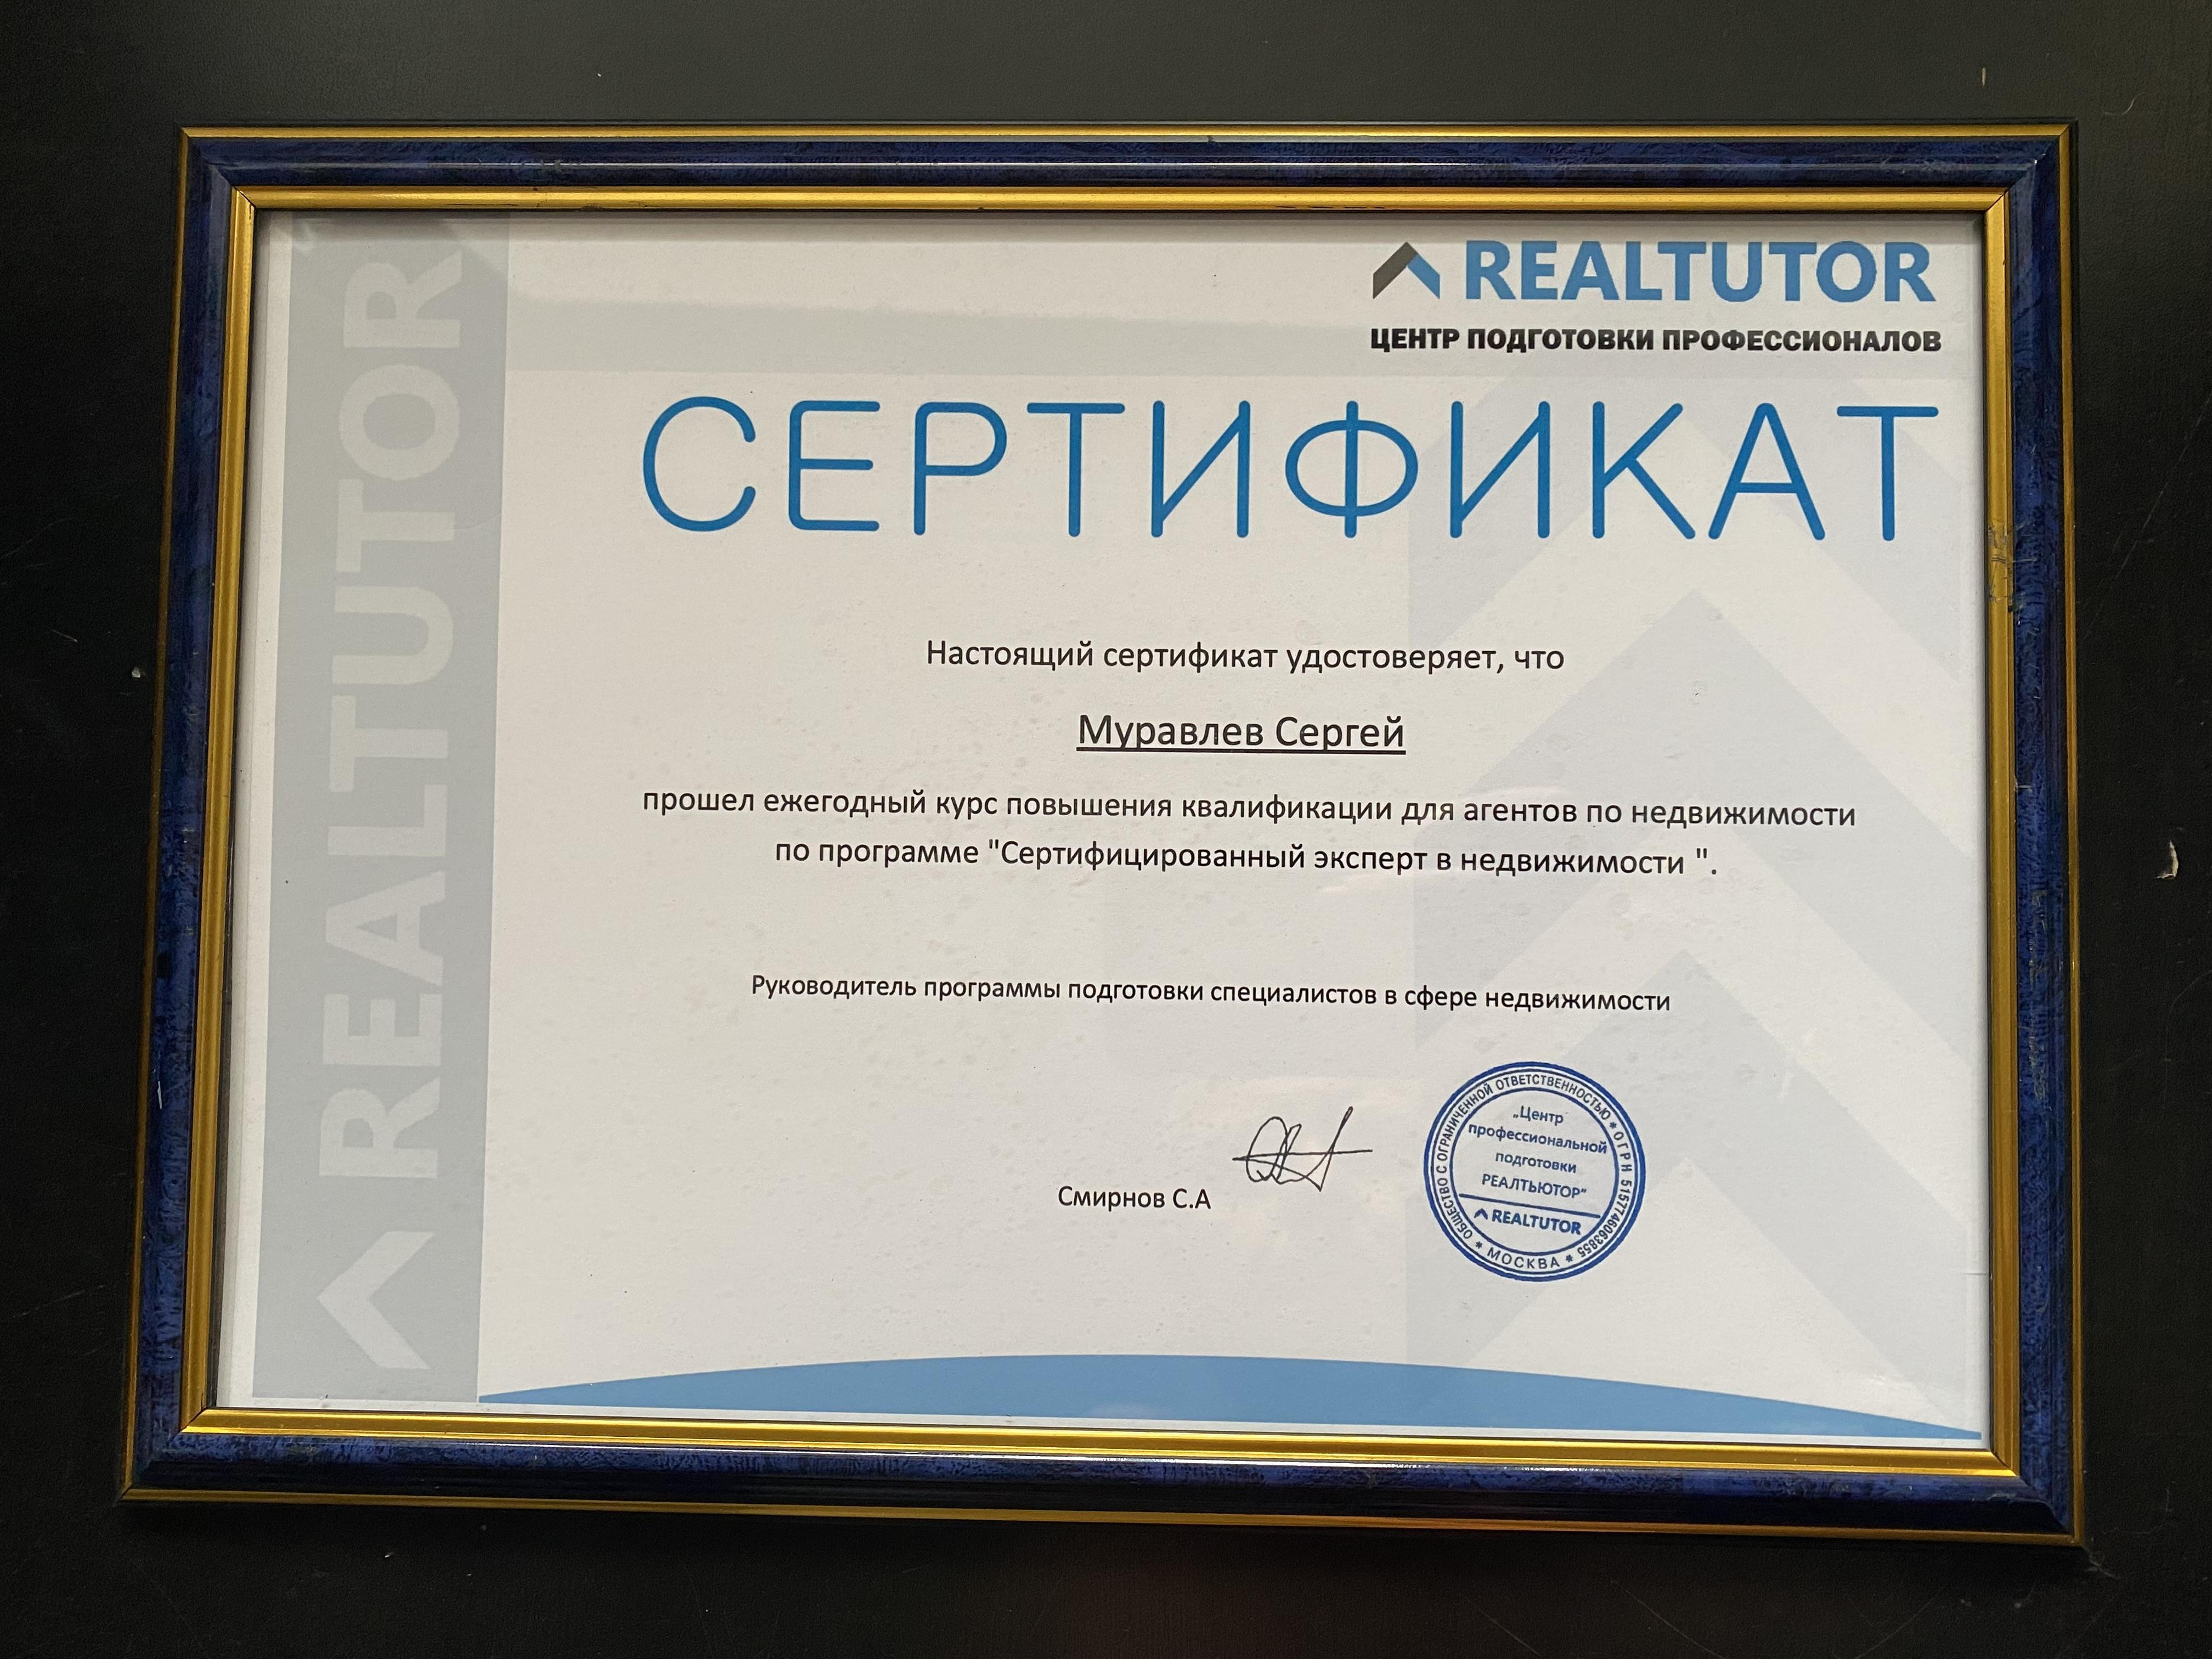 REALTUTOR
REALTUTOR
ЦЕНТР ПОДГОТОВКИ ПРОФЕССИОНАЛОВ
СЕРТИФИКАТ
Настоящий сертификат удостоверяет, что
Муравлев Сергей
прошел ежегодный курс повышения квалификации для агентов по недвижимости
по программе "Сертифицированный эксперт в недвижимости ".
Руководитель программы подготовки специалистов в сфере недвижимости
Смирнов С.А
ОБЩЕСТВО С ОГРАНИЧЕННОЙ ОТВЕТСТВЕННОСТЬЮ * ОГРН 5157746063855 * МОСКВА *
„Центр
профессиональной
подготовки
РЕАЛТЬЮТОР"
REALTUTOR